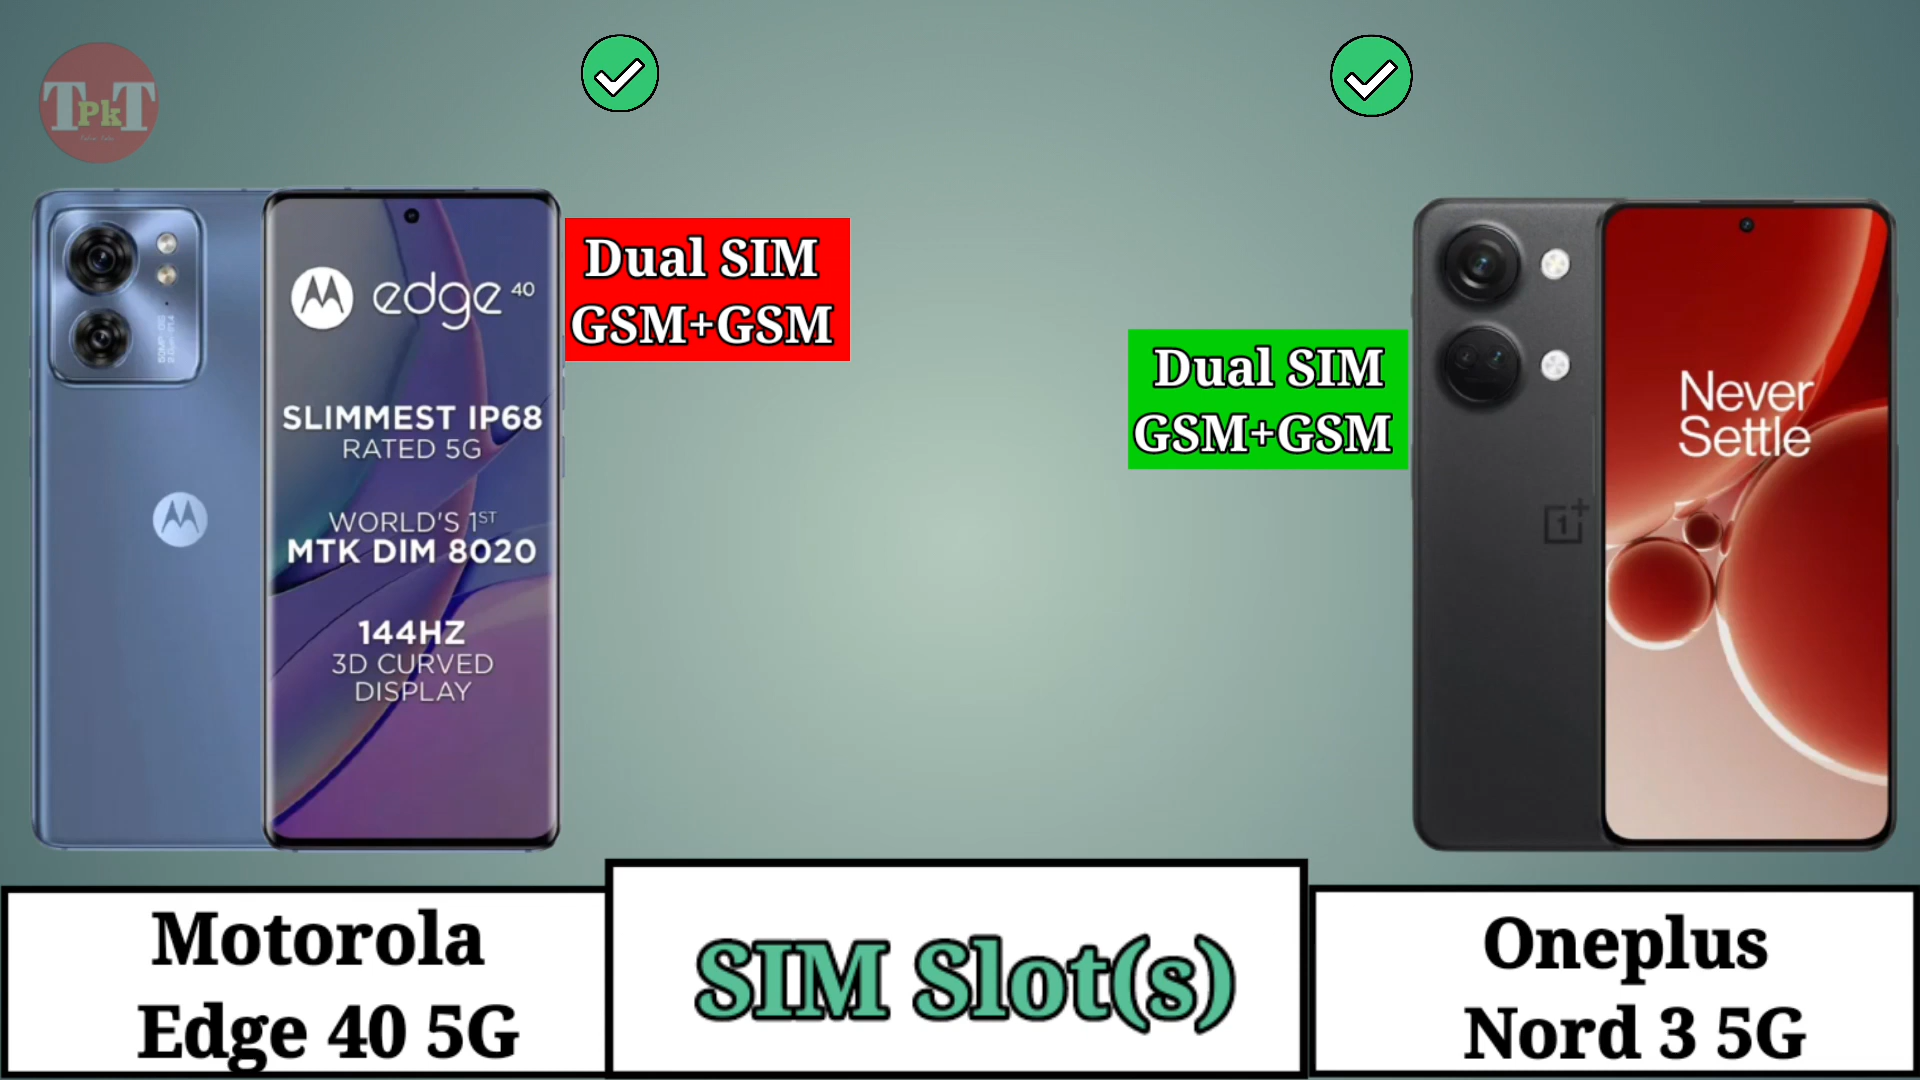 TPkT
Dual SIM
GSM+GSM
edge 40
SLIMMEST IP68
RATED 5G
WORLD'S 1ST
MTK DIM 8020
144HZ
3D CURVED
DISPLAY
Dual SIM
GSM+GSM
Never
Settle
Motorola
Edge 40 5G
SIM Slot(s)
Oneplus
Nord 3 5G